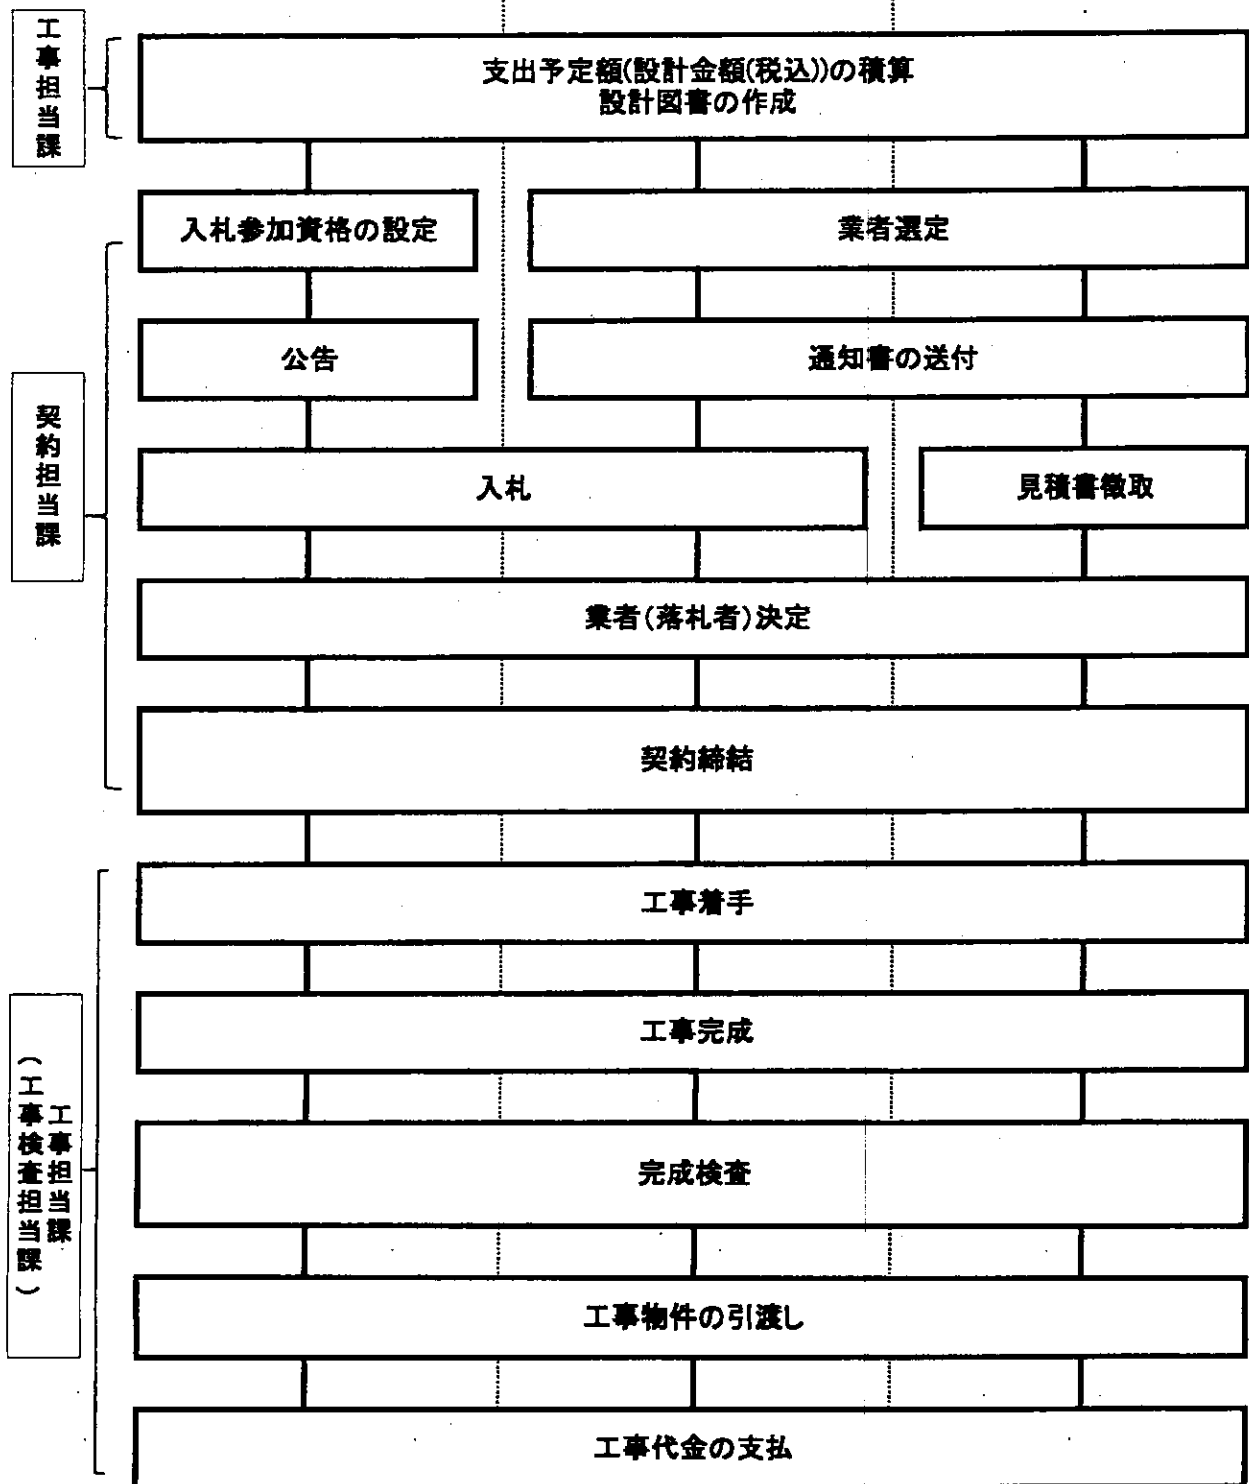 工事担当課
支出予定額(設計金額(税込))の積算
設計図書の作成
入札参加資格の設定
業者選定
公告
通知書の送付
契約担当課
入札
見積書徴取
業者(落札者)決定
契約締結
工事着手
工事完成
工事担当課
(工事検査担当課)
完成検査
工事物件の引渡し
工事代金の支払